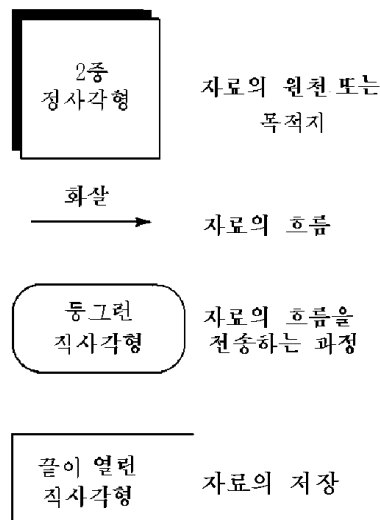 2중
정사각형
자료의 원천 또는
목적지
화살
자료의 흐름
둥그런
직사각형
자료의 흐름을
전송하는 과정
끝이 열린
직사각형
자료의 저장